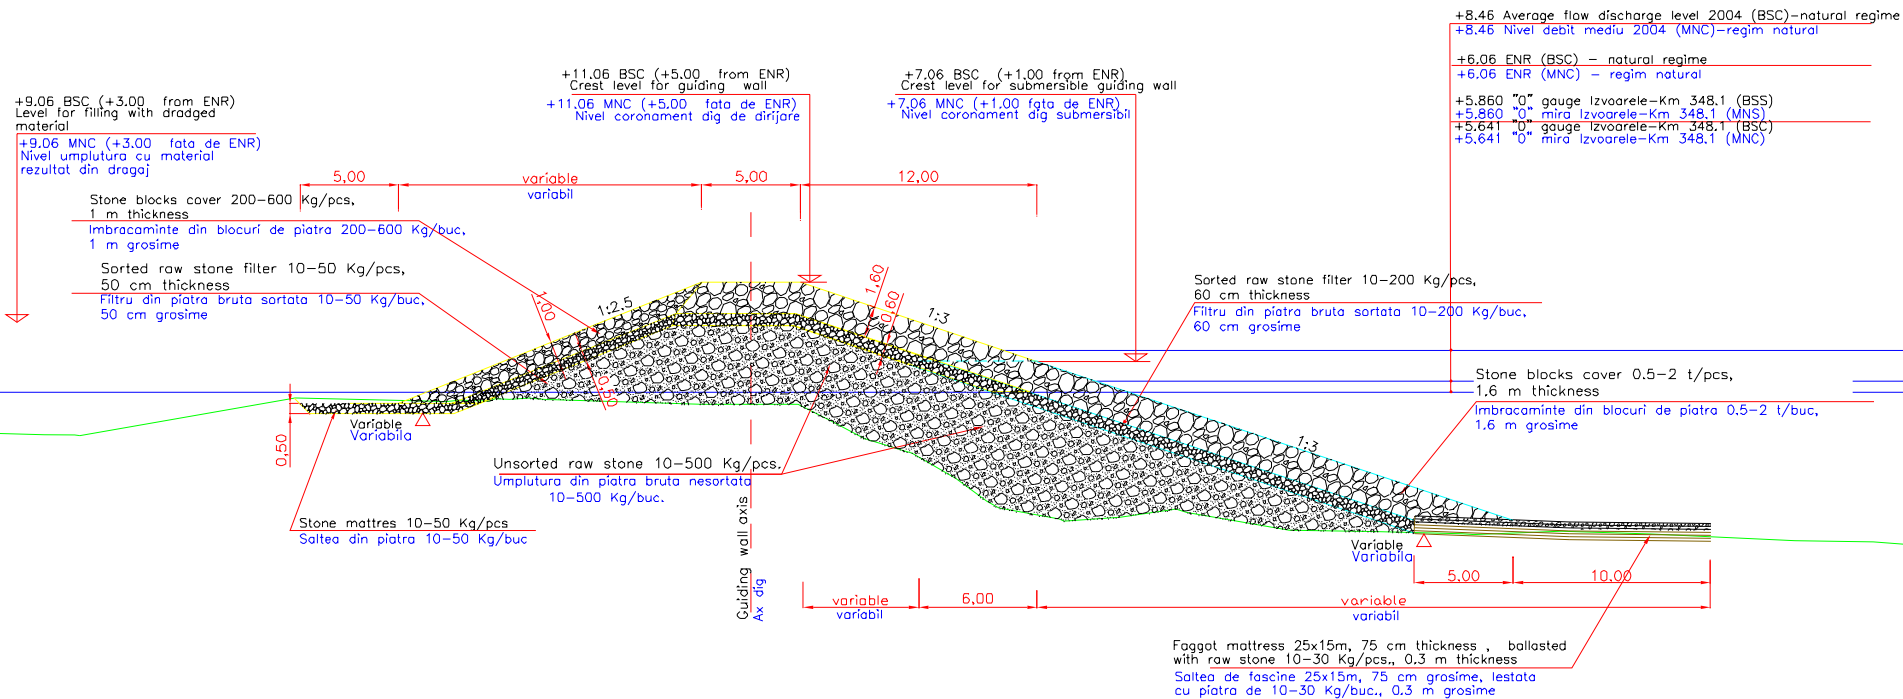 +8.46 Average flow discharge level 2004 (BSC)-natural regime
+8.46 Nivel debit mediu 2004 (MNC)-regim natural
+6.06 ENR (BSC) - natural regime
+6.06 ENR (MNC) - regim natural
+5.860 "0" gauge Izvoarele-Km 348.1 (BSS)
+5.860 "0" mira Izvoarele-Km 348.1 (MNS)
+5.641 "0" gauge Izvoarele-Km 348.1 (BSC)
+5.641 "0" mira Izvoarele-Km 348.1 (MNC)
+11.06 BSC (+5.00 from ENR)
Crest level for guiding wall
+11.06 MNC (+5.00 fata de ENR)
Nivel coronament dig de dirijare
+7.06 BSC (+1.00 from ENR)
Crest level for submersible guiding wall
+7.06 MNC (+1.00 fata de ENR)
Nivel coronament dig submersibil
+9.06 BSC (+3.00 from ENR)
Level for filling with dradged
material
+9.06 MNC (+3.00 fata de ENR)
Nivel umplutura cu material
rezultat din dragaj
5,00
variable
variabil
5,00
12,00
Stone blocks cover 200-600 Kg/pcs,
1 m thickness
Imbracaminte din blocuri de piatra 200-600 Kg/buc,
1 m grosime
Sorted raw stone filter 10-50 Kg/pcs,
50 cm thickness
Filtru din piatra bruta sortata 10-50 Kg/buc,
50 cm grosime
1,00
1:2.5
1,60
0,60
1:3
Sorted raw stone filter 10-200 Kg/pcs,
60 cm thickness
Filtru din piatra bruta sortata 10-200 Kg/buc,
60 cm grosime
0,50
Stone blocks cover 0.5-2 t/pcs,
1,6 m thickness
Imbracaminte din blocuri de piatra 0.5-2 t/buc,
1,6 m grosime
0,50
Variable
Variabila
1:3
Unsorted raw stone 10-500 Kg/pcs.
Umplutura din piatra bruta nesortata
10-500 Kg/buc.
Stone mattres 10-50 Kg/pcs
Saltea din piatra 10-50 Kg/buc
Guiding wall axis
Ax dig
Variable
Variabila
5,00
10,00
variable
variabil
6,00
variable
variabil
Faggot mattress 25x15m, 75 cm thickness , ballasted
with raw stone 10-30 Kg/pcs., 0.3 m thickness
Saltea de fascine 25x15m, 75 cm grosime, lestata
cu piatra de 10-30 Kg/buc., 0.3 m grosime